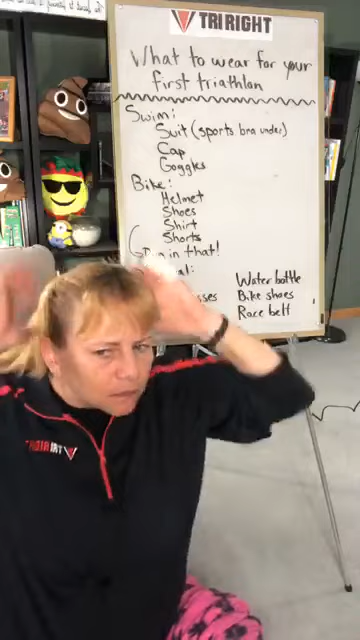 TRI RIGHT
What to wear for your
first triathlon
Swim:
Suit (sports bra under)
Cap
Goggles
Bike:
Helmet
Shoes
Shirt
Shorts
Run in that!
Water bottle
Bike shoes
Race belt